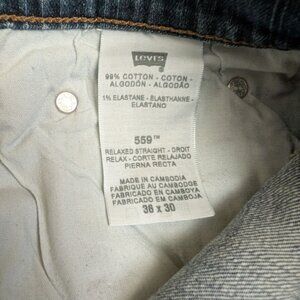 Levi's
99% COTTON - COTON -
ALGODÓN - ALGODÃO
1% ELASTANE - ELASTHANNE -
ELASTANO
559™
RELAXED STRAIGHT - DROIT
RELAX - CORTE RELAJADO
PIERNA RECTA
MADE IN CAMBODIA
FABRIQUÉ AU CAMBODGE
FABRICADO EN CAMBOYA
FABRICADO NO CAMBOJA
36 x 30